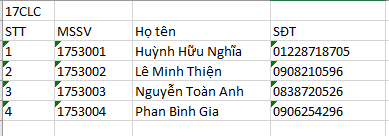 17CLC
STT MSSV Họ tên SĐT
1 1753001 Huỳnh Hữu Nghĩa 01228718705
2 1753002 Lê Minh Thiện 0908210596
3 1753003 Nguyễn Toàn Anh 0838720526
4 1753004 Phan Bình Gia 0906254296